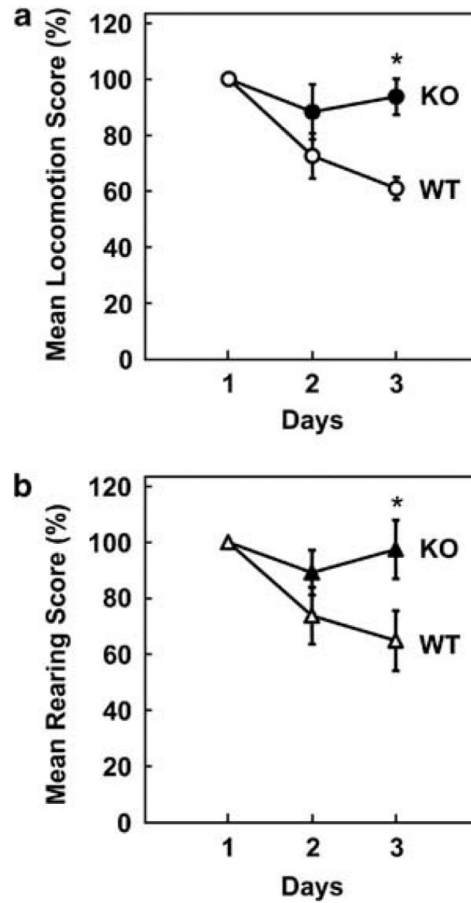 a
Mean Locomotion Score (%)
120
100
80
60
40
20
0
*
KO
WT
1 2 3
Days
b
Mean Rearing Score (%)
120
100
80
60
40
20
0
*
KO
WT
1 2 3
Days